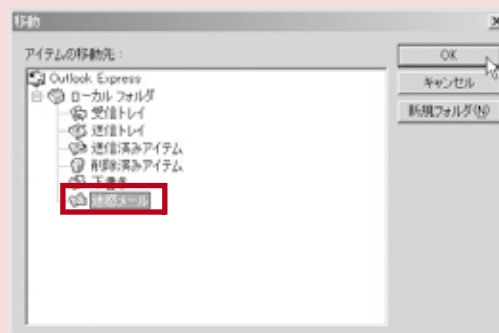 移動
アイテムの移動先:
Outlook Express
ローカル フォルダ
受信トレイ
送信トレイ
送信済みアイテム
削除済みアイテム
下書き
迷惑メール
OK
キャンセル
新規フォルダ(N)